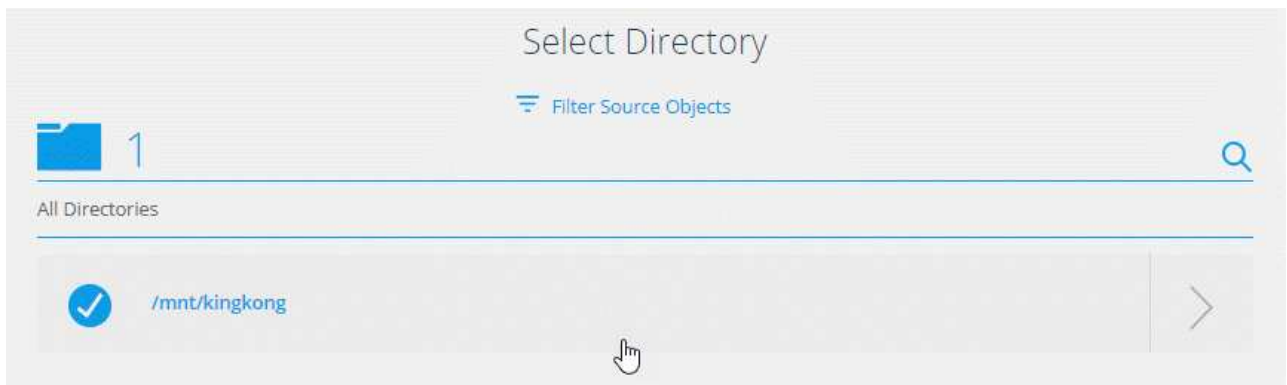 Select Directory
Filter Source Objects
1
All Directories
/mnt/kingkong